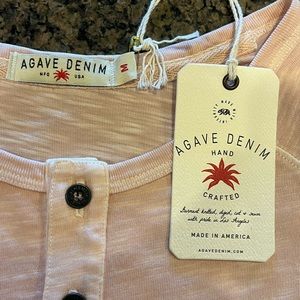 AGAVE DENIM
MFG USA
M
AGAVE DENIM
HAND
CRAFTED
Garment knitted, dyed, cut + sewn
with pride in Los Angeles
MADE IN AMERICA
AGAVEDENIM.COM